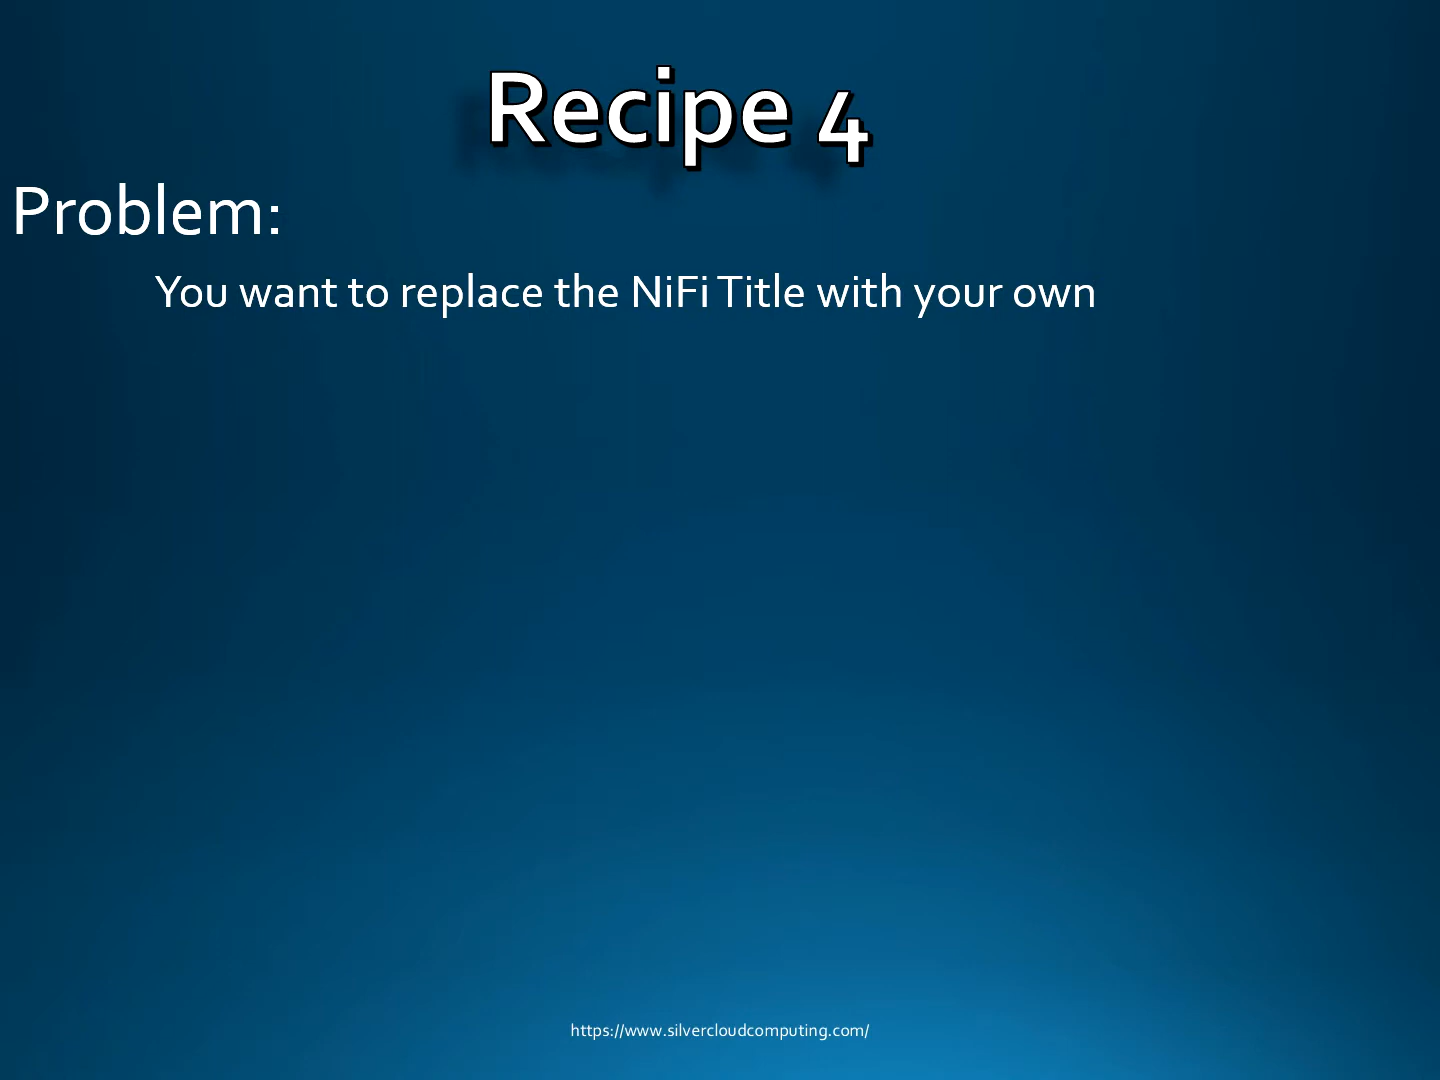 Recipe 4
Problem:
You want to replace the NiFi Title with your own
https://www.silvercloudcomputing.com/